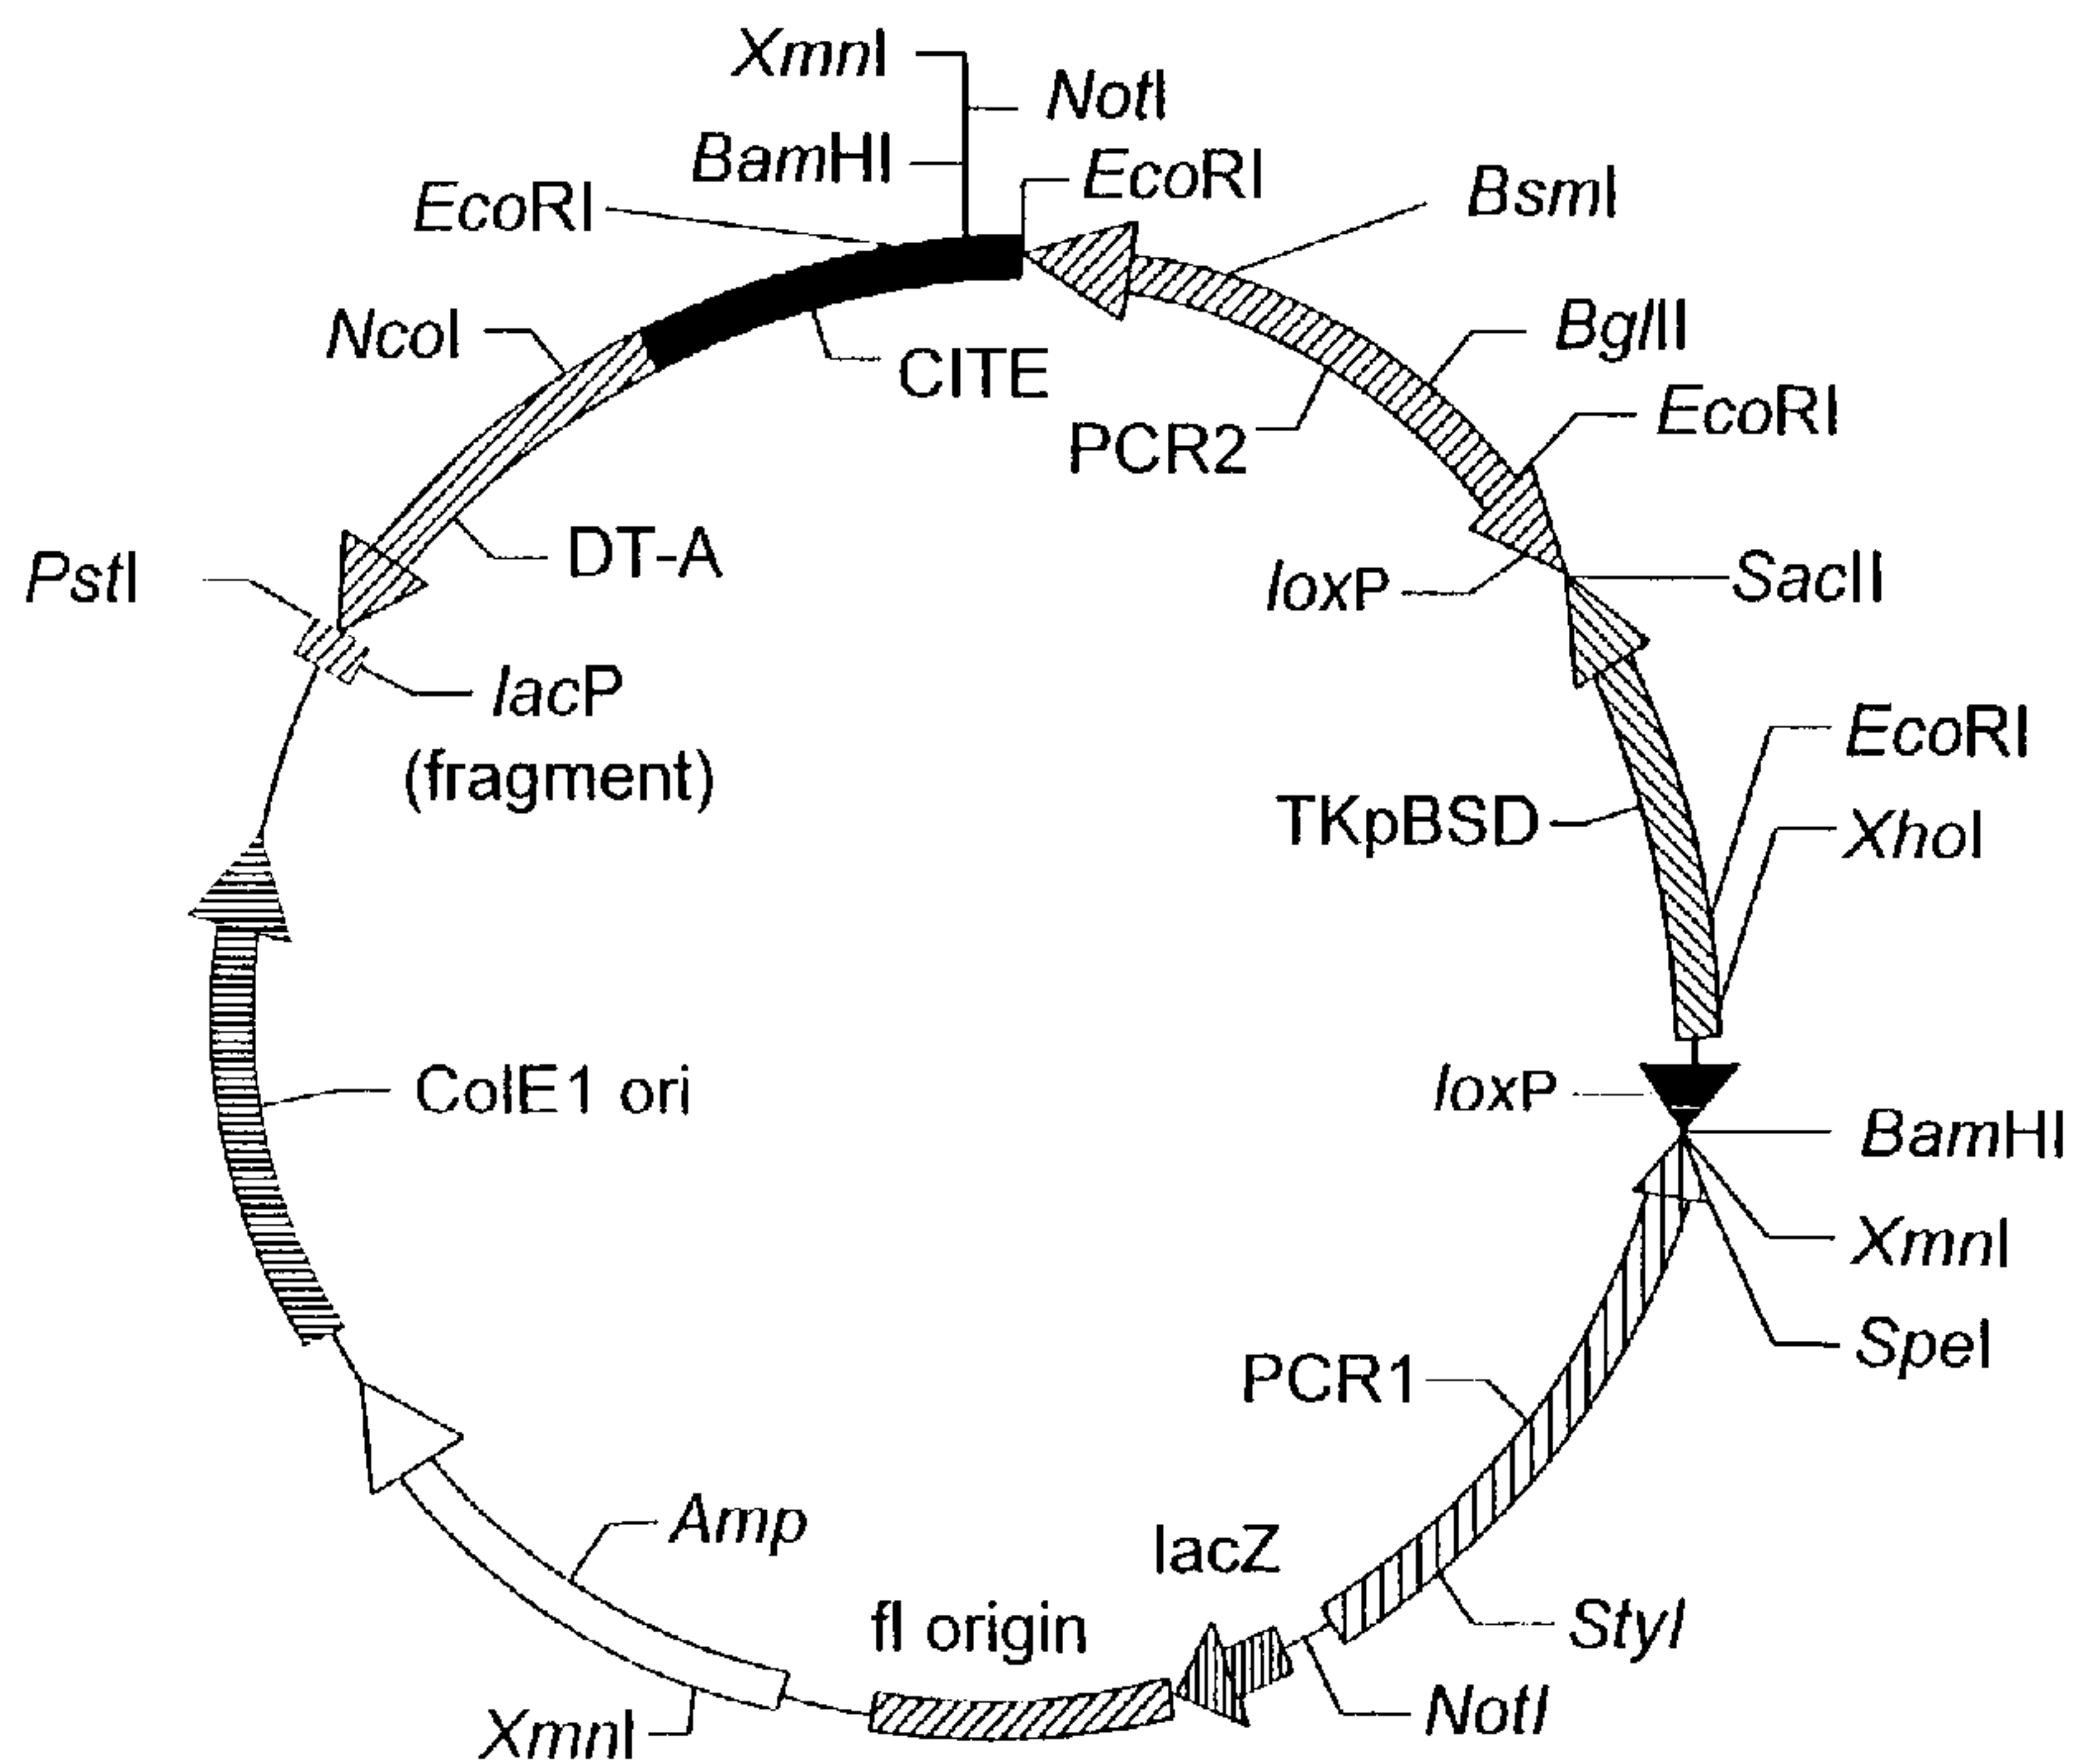 XmnI
NotI
BamHI
EcoRI
EcoRI
BsmI
NcoI
CITE
BglII
PCR2
EcoRI
PstI
DT-A
loxP
SacII
lacP
(fragment)
EcoRI
TKpBSD
XhoI
ColE1 ori
loxP
BamHI
XmnI
SpeI
PCR1
Amp
lacZ
fI origin
StyI
NotI
XmnI